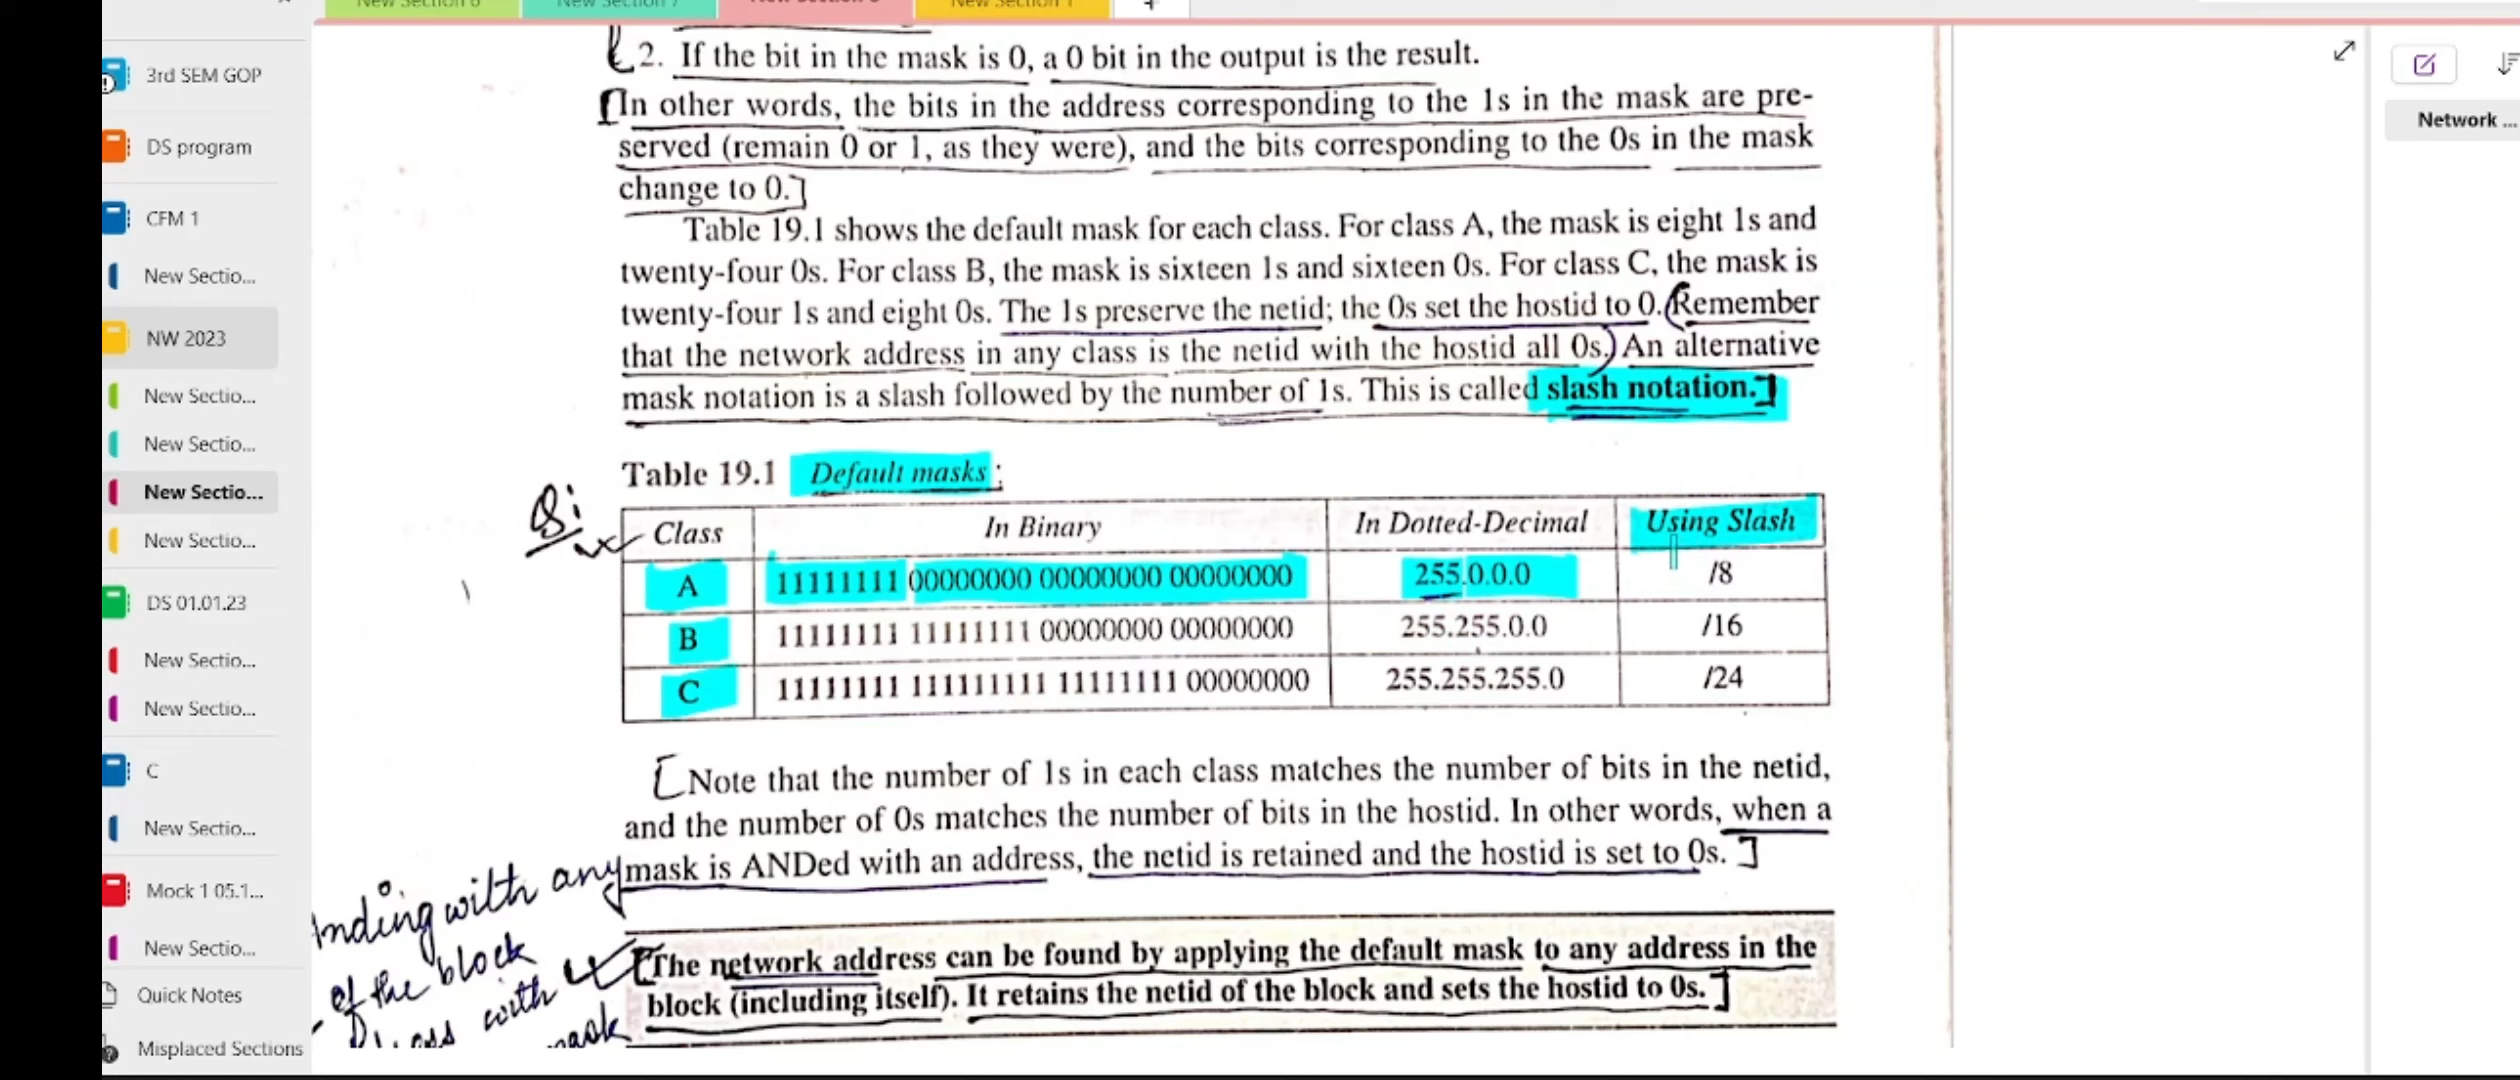 New Section 6
New Section 7
New Section 1
+
3rd SEM GOP
DS program
CFM 1
New Sectio...
NW 2023
New Sectio...
New Sectio...
New Sectio...
New Sectio...
DS 01.01.23
New Sectio...
New Sectio...
C
New Sectio...
Mock 1 05.1...
New Sectio...
Quick Notes
Misplaced Sections
2. If the bit in the mask is 0, a 0 bit in the output is the result.
In other words, the bits in the address corresponding to the 1s in the mask are pre-
served (remain 0 or 1, as they were), and the bits corresponding to the 0s in the mask
change to 0.]
Table 19.1 shows the default mask for each class. For class A, the mask is eight 1s and
twenty-four 0s. For class B, the mask is sixteen 1s and sixteen 0s. For class C, the mask is
twenty-four 1s and eight 0s. The 1s preserve the netid; the 0s set the hostid to 0. (Remember
that the network address in any class is the netid with the hostid all 0s.) An alternative
mask notation is a slash followed by the number of 1s. This is called slash notation.]
Table 19.1 Default masks :
Q:
Class In Binary In Dotted-Decimal Using Slash
A 11111111 00000000 00000000 00000000 255.0.0.0 /8
B 11111111 11111111 00000000 00000000 255.255.0.0 /16
C 11111111 111111111 11111111 00000000 255.255.255.0 /24
[Note that the number of 1s in each class matches the number of bits in the netid,
and the number of 0s matches the number of bits in the hostid. In other words, when a
mask is ANDed with an address, the netid is retained and the hostid is set to 0s.]
nding with any
of the block
with
mask
[The network address can be found by applying the default mask to any address in the
block (including itself). It retains the netid of the block and sets the hostid to 0s.]
Network ...